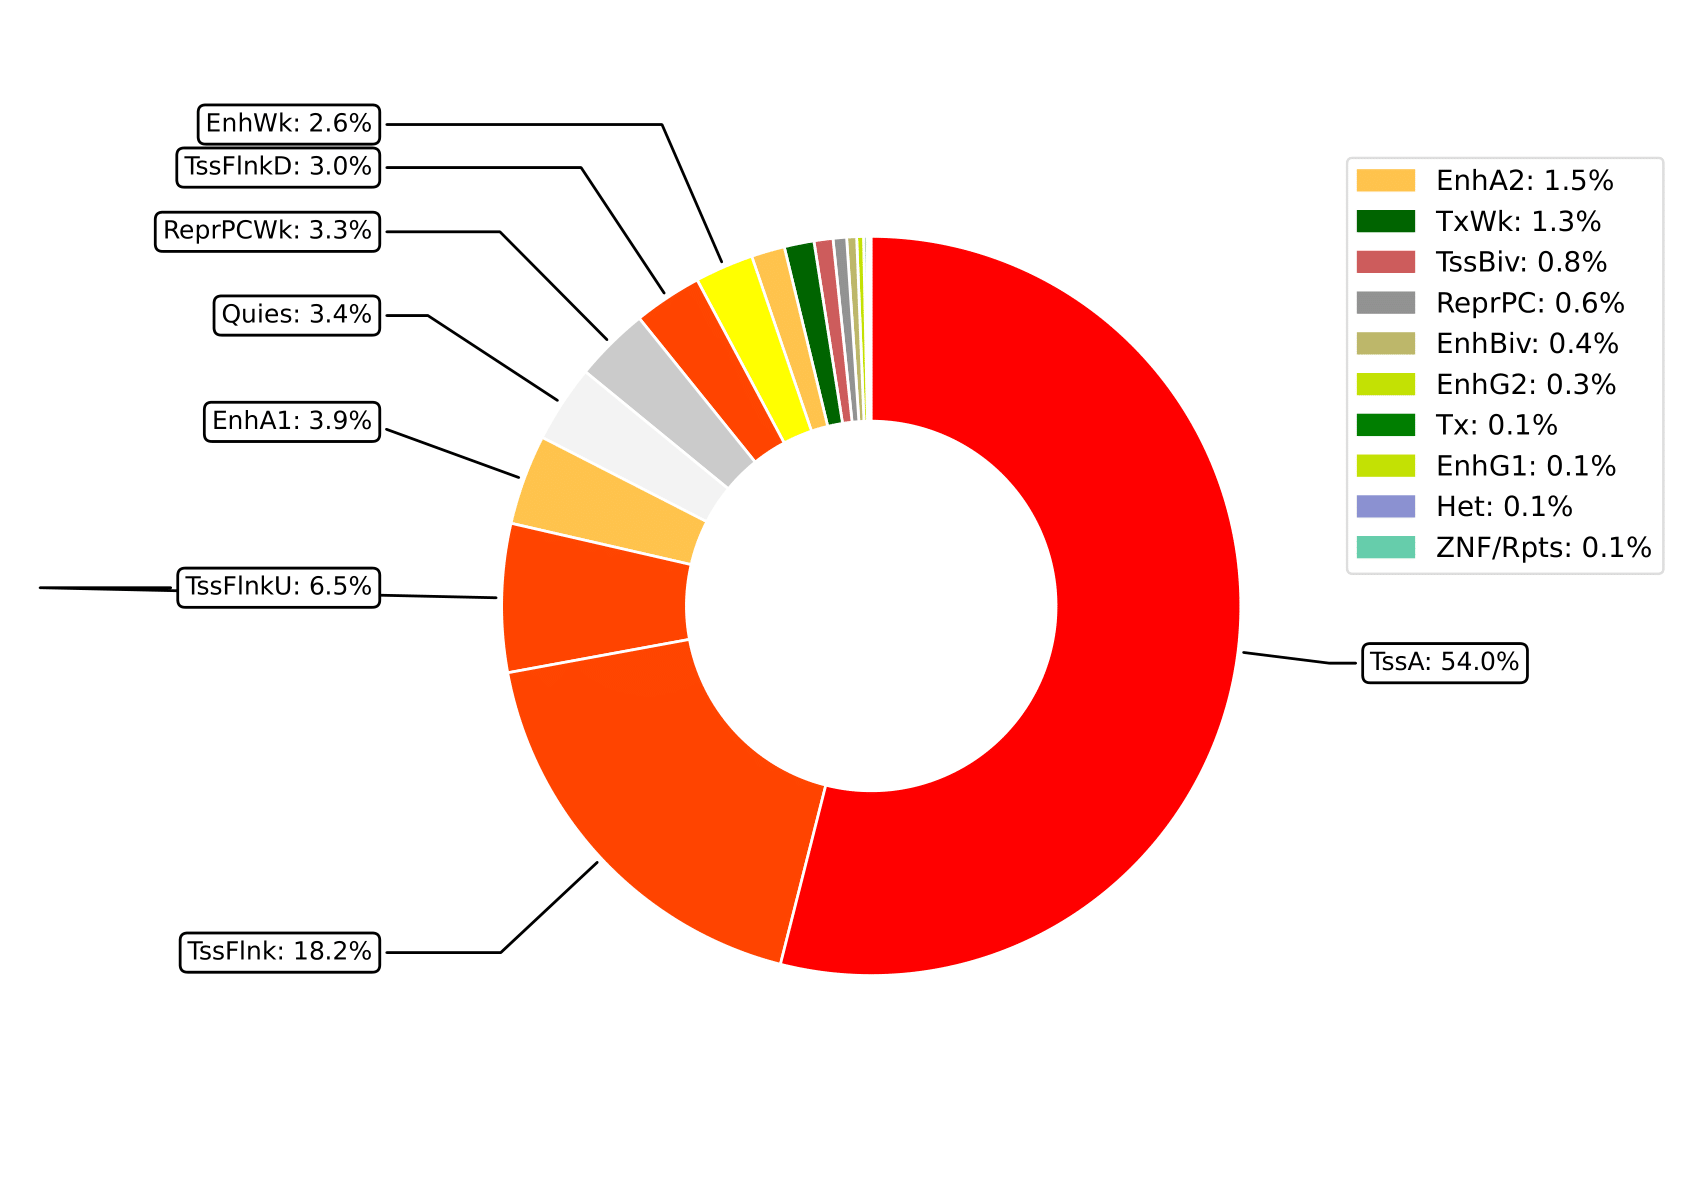 EnhWk: 2.6%
TssFlnkD: 3.0%
ReprPCWk: 3.3%
Quies: 3.4%
EnhA1: 3.9%
TssFlnkU: 6.5%
TssFlnk: 18.2%
EnhA2: 1.5%
TxWk: 1.3%
TssBiv: 0.8%
ReprPC: 0.6%
EnhBiv: 0.4%
EnhG2: 0.3%
Tx: 0.1%
EnhG1: 0.1%
Het: 0.1%
ZNF/Rpts: 0.1%
TssA: 54.0%